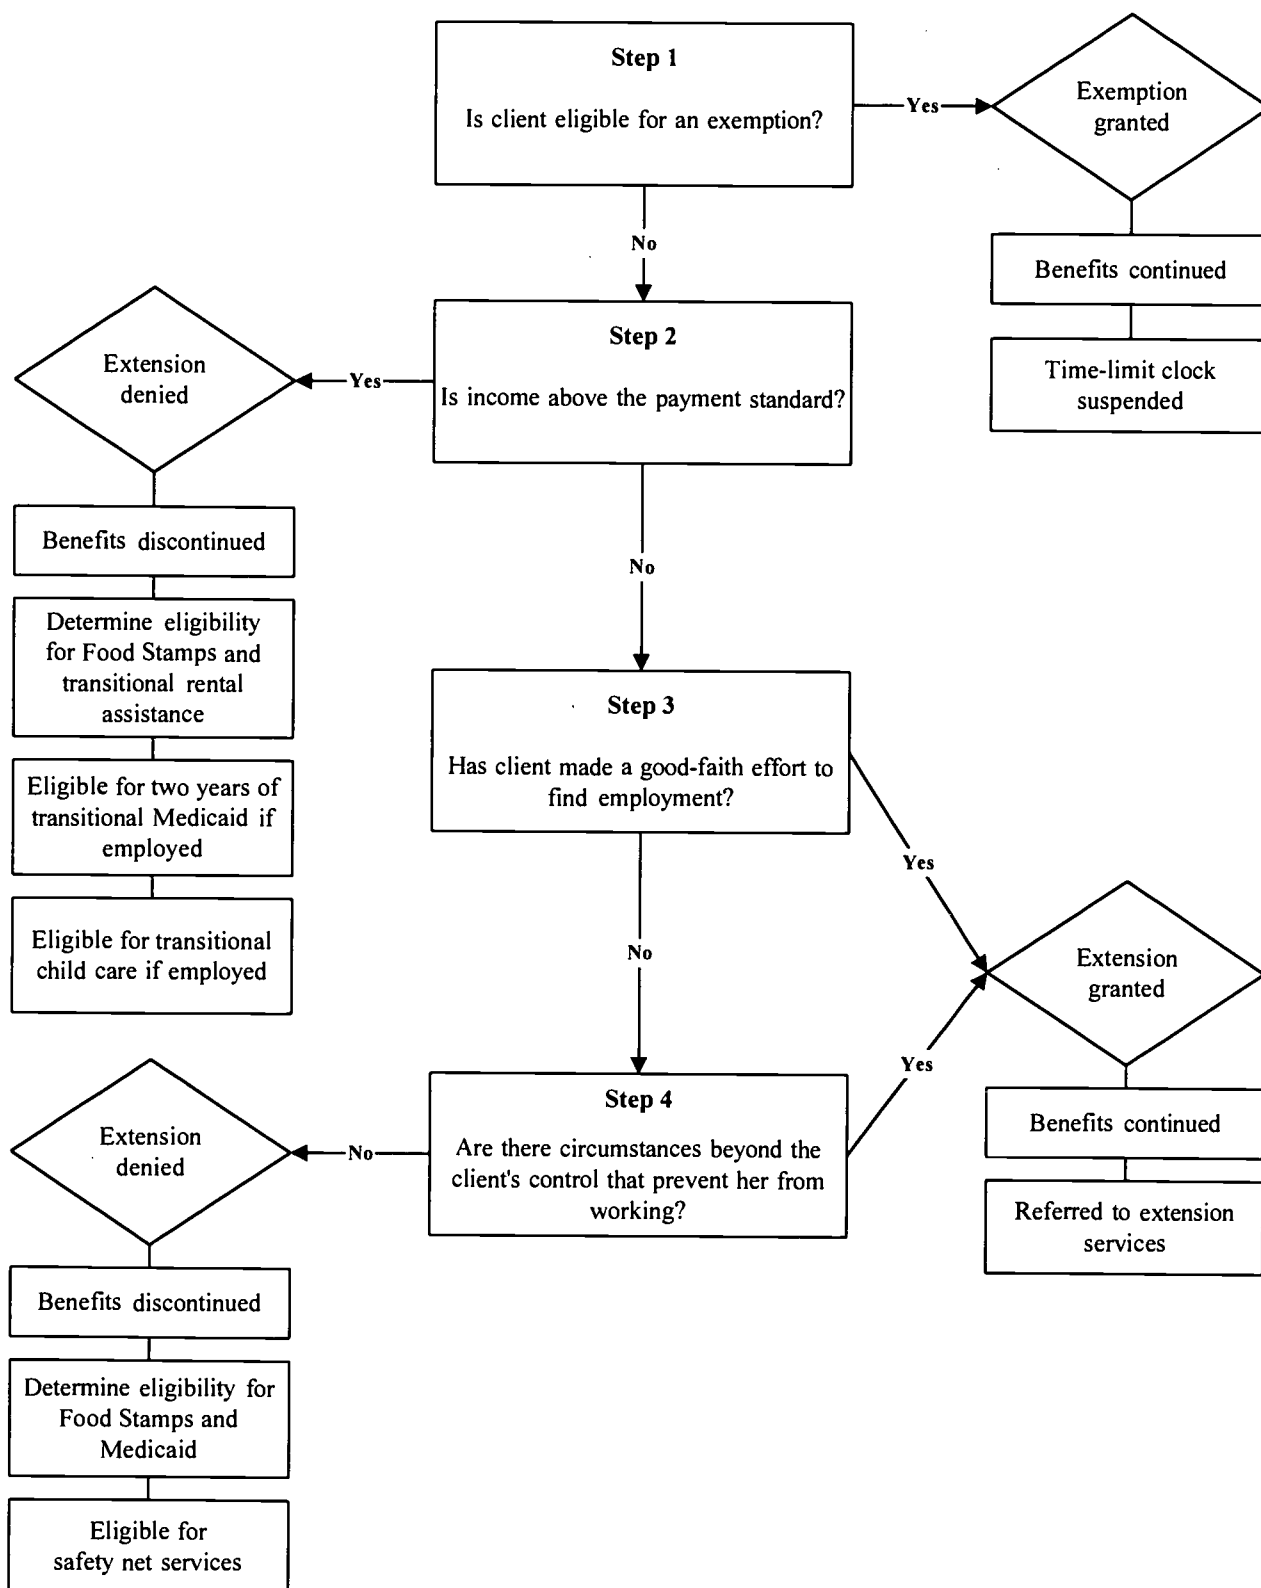 Step 1
Is client eligible for an exemption?
Yes
Exemption
granted
Benefits continued
Time-limit clock
suspended
No
Step 2
Is income above the payment standard?
Yes
Extension
denied
Benefits discontinued
Determine eligibility
for Food Stamps and
transitional rental
assistance
Eligible for two years of
transitional Medicaid if
employed
Eligible for transitional
child care if employed
No
Step 3
Has client made a good-faith effort to
find employment?
Yes
No
Extension
granted
Benefits continued
Referred to extension
services
Yes
Step 4
Are there circumstances beyond the
client's control that prevent her from
working?
No
Extension
denied
Benefits discontinued
Determine eligibility for
Food Stamps and
Medicaid
Eligible for
safety net services